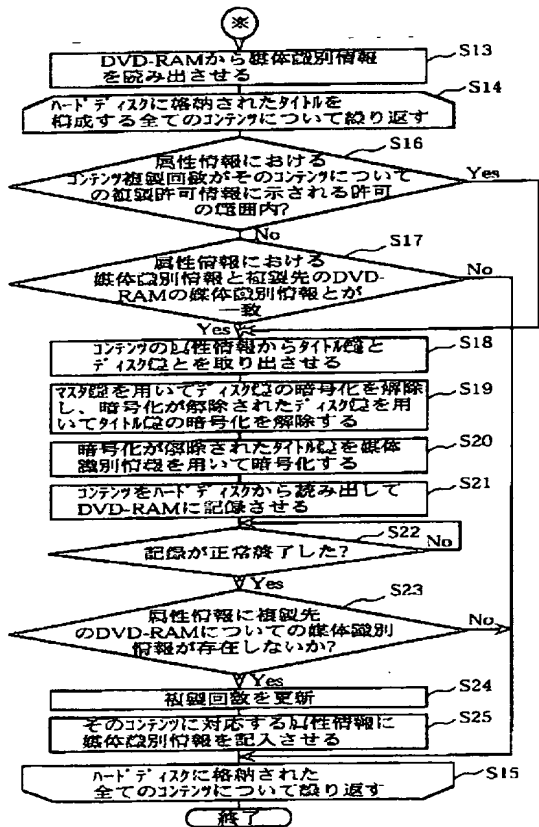 ※
DVD-RAMから媒体識別情報
を読み出させる
S13
ハードディスクに格納されたタイトルを
構成する全てのコンテンツについて繰り返す
S14
属性情報における
コンテンツ複製回数がそのコンテンツについて
の複製許可情報に示される許可
の範囲内?
S16
Yes
No
属性情報における
媒体識別情報と複製先のDVD-
RAMの媒体識別情報とが
一致
S17
No
Yes
コンテンツの属性情報からタイトル鍵と
ディスク鍵とを取り出させる
S18
マスタ鍵を用いてディスク鍵の暗号化を解除
し、暗号化が解除されたディスク鍵を用
いてタイトル鍵の暗号化を解除する
S19
暗号化が解除されたタイトル鍵を媒体
識別情報を用いて暗号化する
S20
コンテンツをハードディスクから読み出して
DVD-RAMに記録させる
S21
記録が正常終了した?
S22
No
Yes
属性情報に複製先
のDVD-RAMについての媒体識別
情報が存在しないか?
S23
No
Yes
複製回数を更新
S24
そのコンテンツに対応する属性情報に
媒体識別情報を記入させる
S25
ハードディスクに格納された
全てのコンテンツについて繰り返す
S15
終了